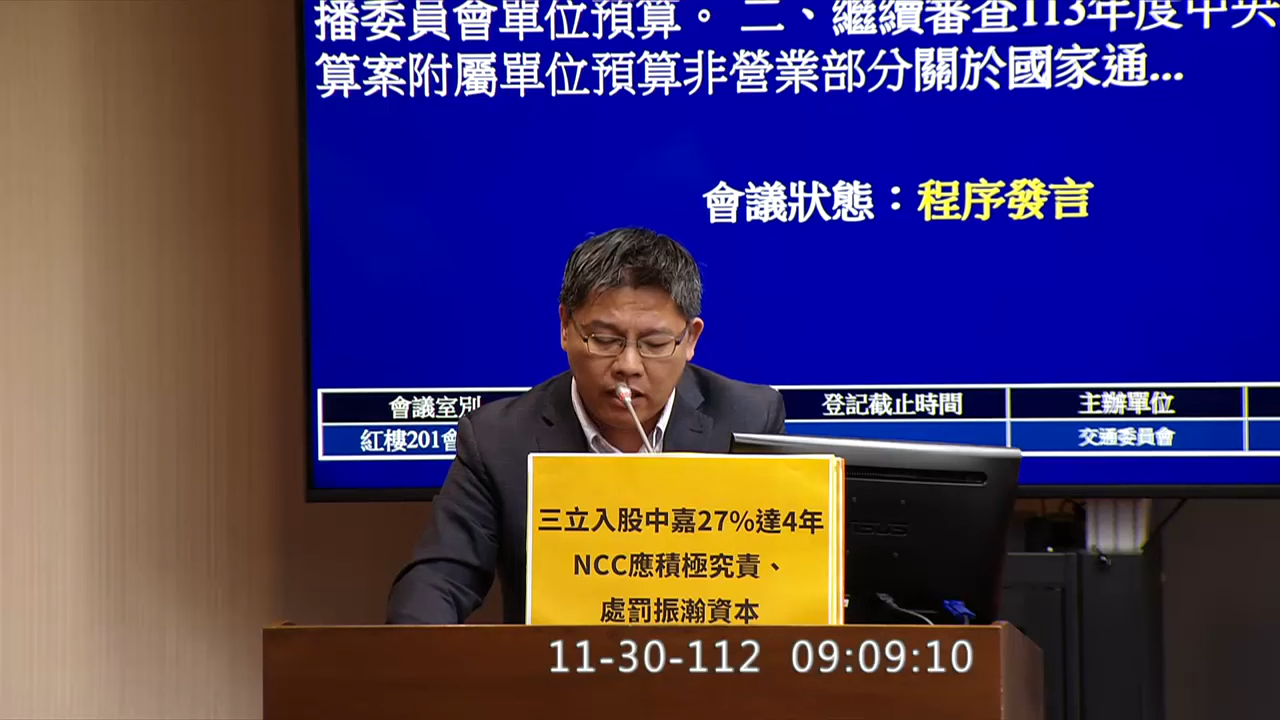 播委員會單位預算。 二、繼續審查113年度中央
算案附屬單位預算非營業部分關於國家通...
會議狀態：程序發言
會議室別
登記截止時間
主辦單位
紅樓201會
交通委員會
三立入股中嘉27%達4年
NCC應積極究責、
處罰振瀚資本
11-30-112 09:09:10